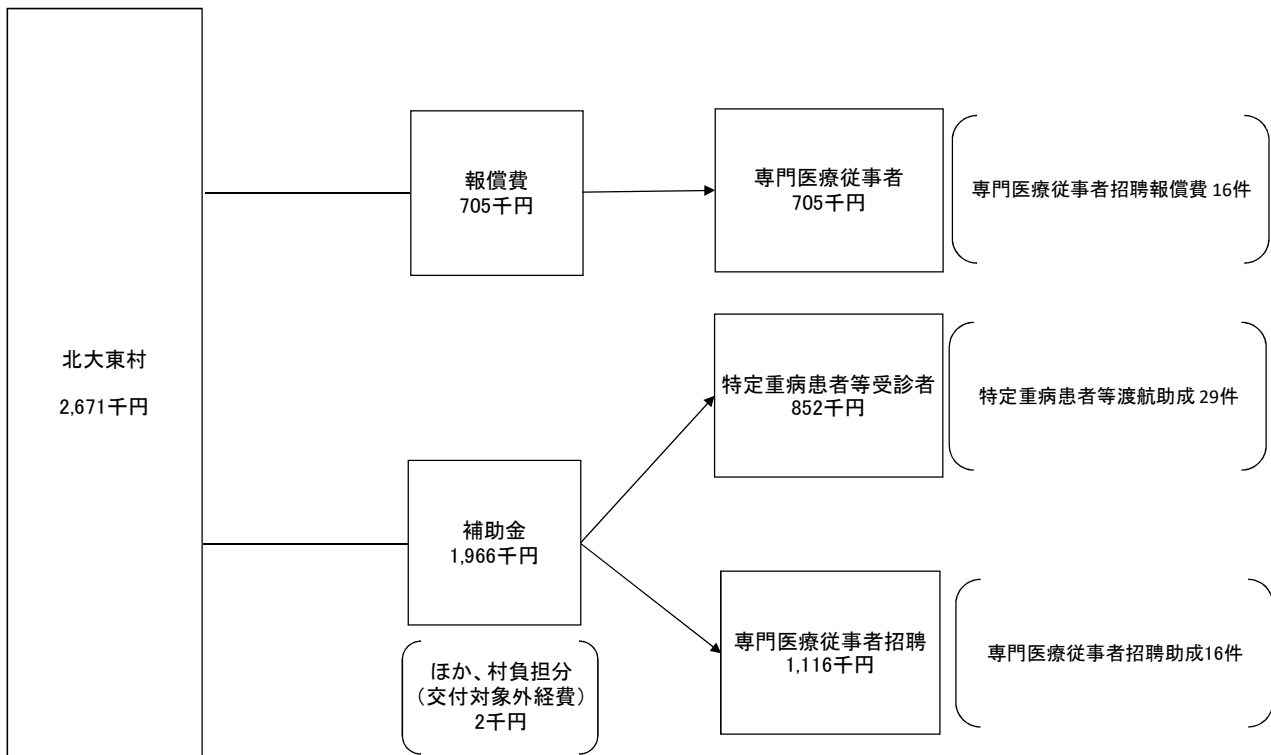 北大東村
2,671千円
報償費
705千円
専門医療従事者
705千円
専門医療従事者招聘報償費 16件
特定重病患者等受診者
852千円
特定重病患者等渡航助成 29件
補助金
1,966千円
ほか、村負担分
（交付対象外経費）
2千円
専門医療従事者招聘
1,116千円
専門医療従事者招聘助成16件